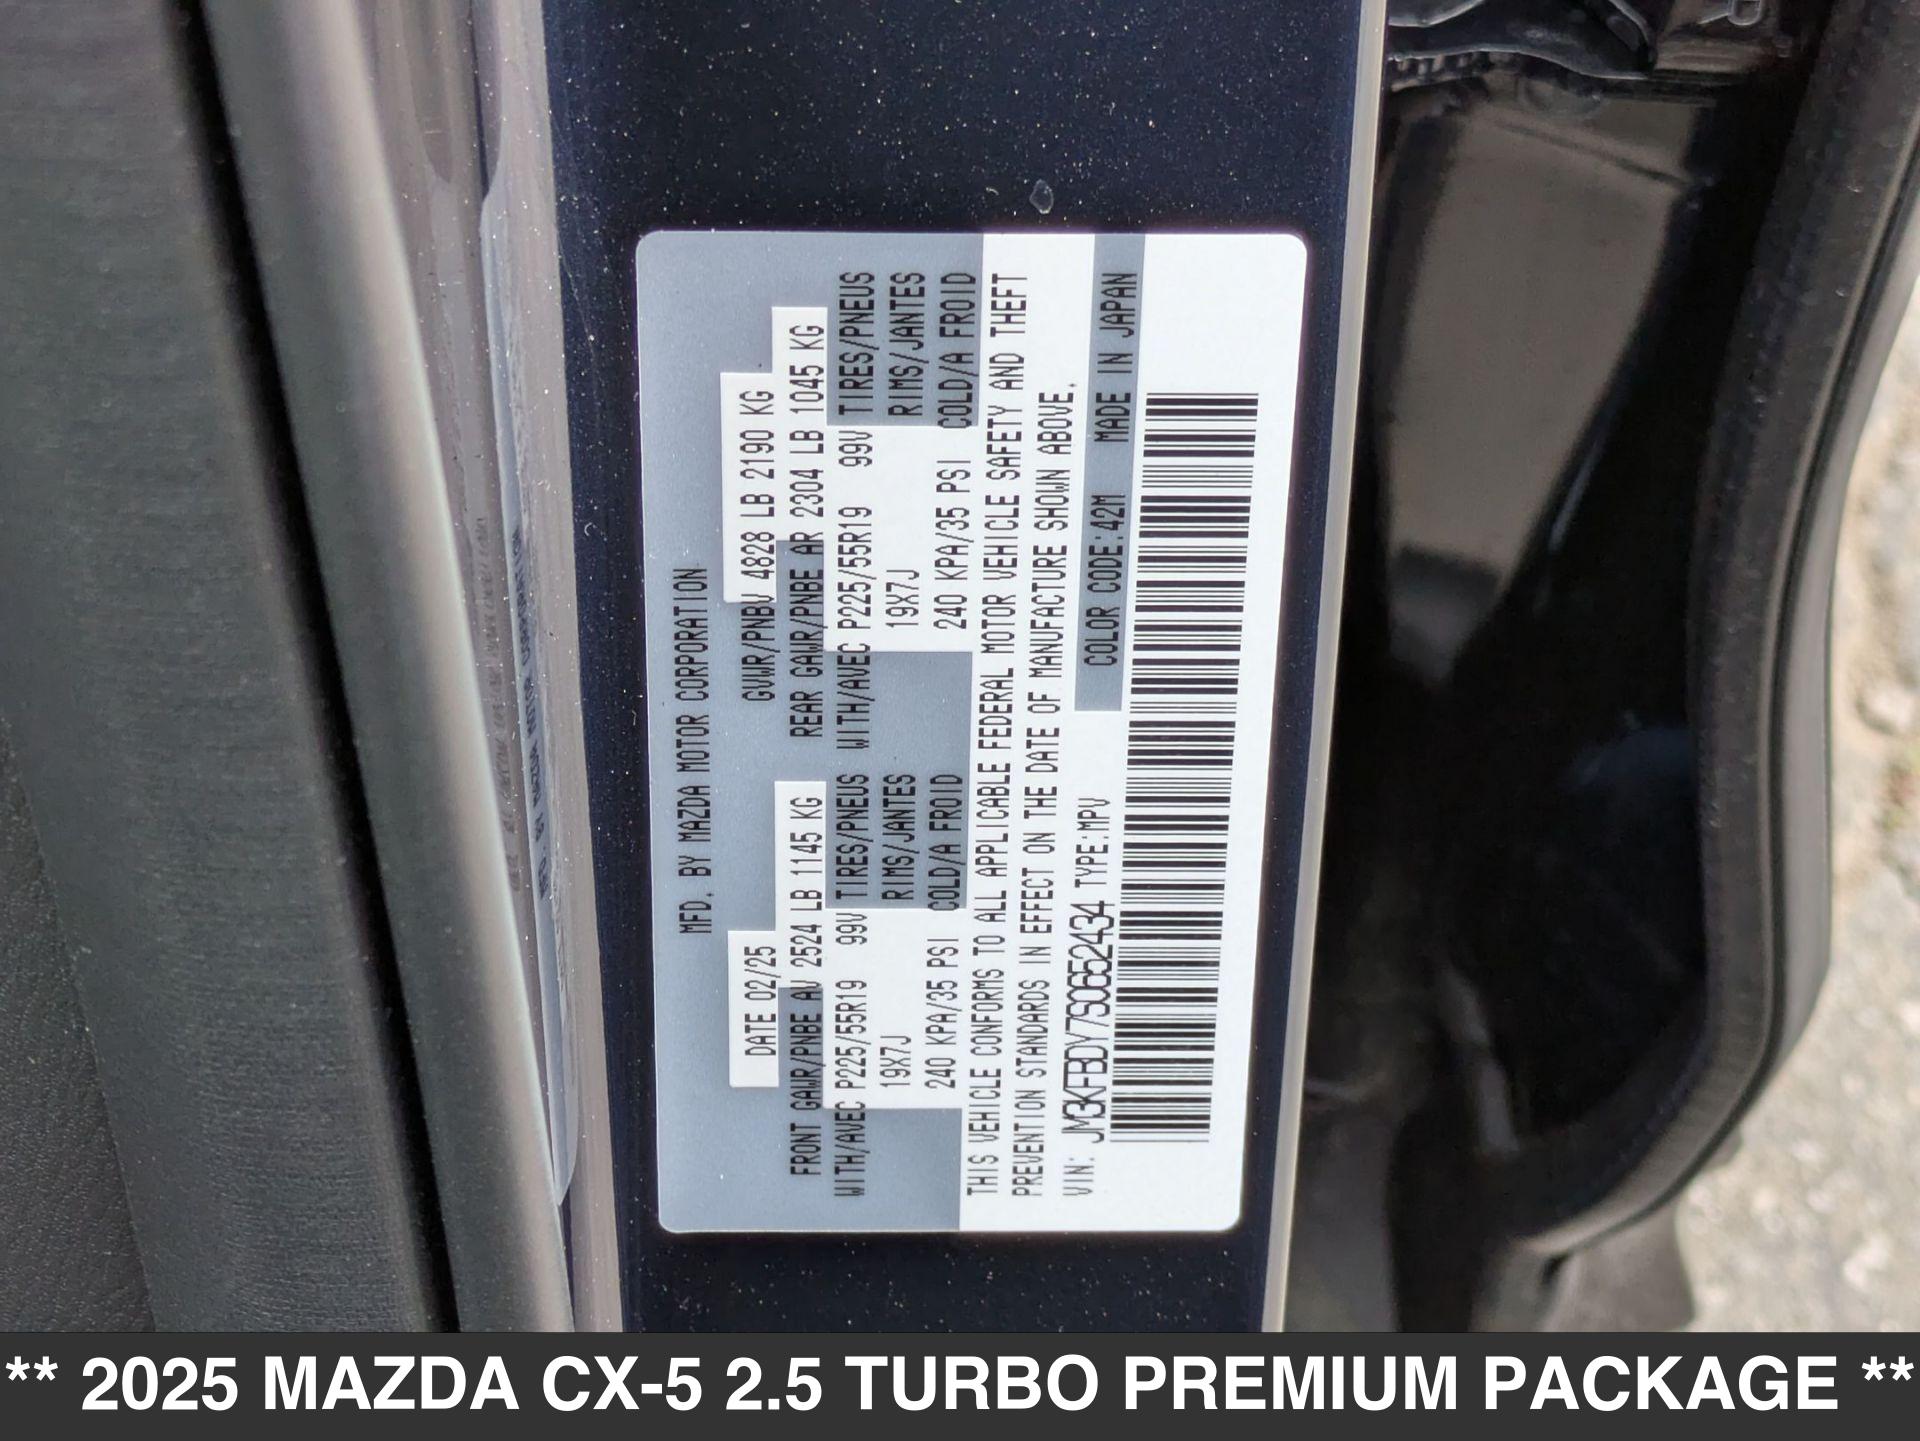 MFD. BY MAZDA MOTOR CORPORATION
DATE 02/25 GVWR/PNBV 4828 LB 2190 KG
FRONT GAWR/PNBE AV 2524 LB 1145 KG REAR GAWR/PNBE AR 2304 LB 1045 KG
WITH/AVEC P225/55R19 99V TIRES/PNEUS WITH/AVEC P225/55R19 99V TIRES/PNEUS
19X7J RIMS/JANTES 19X7J RIMS/JANTES
240 KPA/35 PSI COLD/A FROID 240 KPA/35 PSI COLD/A FROID
THIS VEHICLE CONFORMS TO ALL APPLICABLE FEDERAL MOTOR VEHICLE SAFETY AND THEFT
PREVENTION STANDARDS IN EFFECT ON THE DATE OF MANUFACTURE SHOWN ABOVE.
VIN: JM3KFBDY7S0652434 TYPE:MPV COLOR CODE:42M MADE IN JAPAN
** 2025 MAZDA CX-5 2.5 TURBO PREMIUM PACKAGE **